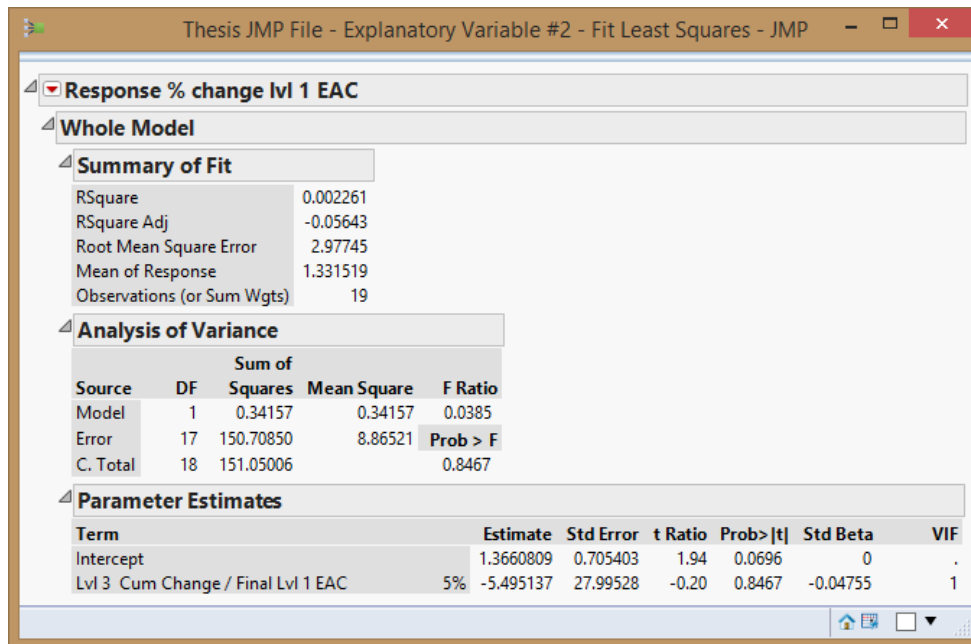 Thesis JMP File - Explanatory Variable #2 - Fit Least Squares - JMP
Response % change lvl 1 EAC
Whole Model
Summary of Fit
RSquare 0.002261
RSquare Adj -0.05643
Root Mean Square Error 2.97745
Mean of Response 1.331519
Observations (or Sum Wgts) 19
Analysis of Variance
Sum of
Source DF Squares Mean Square F Ratio
Model 1 0.34157 0.34157 0.0385
Error 17 150.70850 8.86521 Prob > F
C. Total 18 151.05006 0.8467
Parameter Estimates
Term Estimate Std Error t Ratio Prob>|t| Std Beta VIF
Intercept 1.3660809 0.705403 1.94 0.0696 0 .
Lvl 3 Cum Change / Final Lvl 1 EAC 5% -5.495137 27.99528 -0.20 0.8467 -0.04755 1